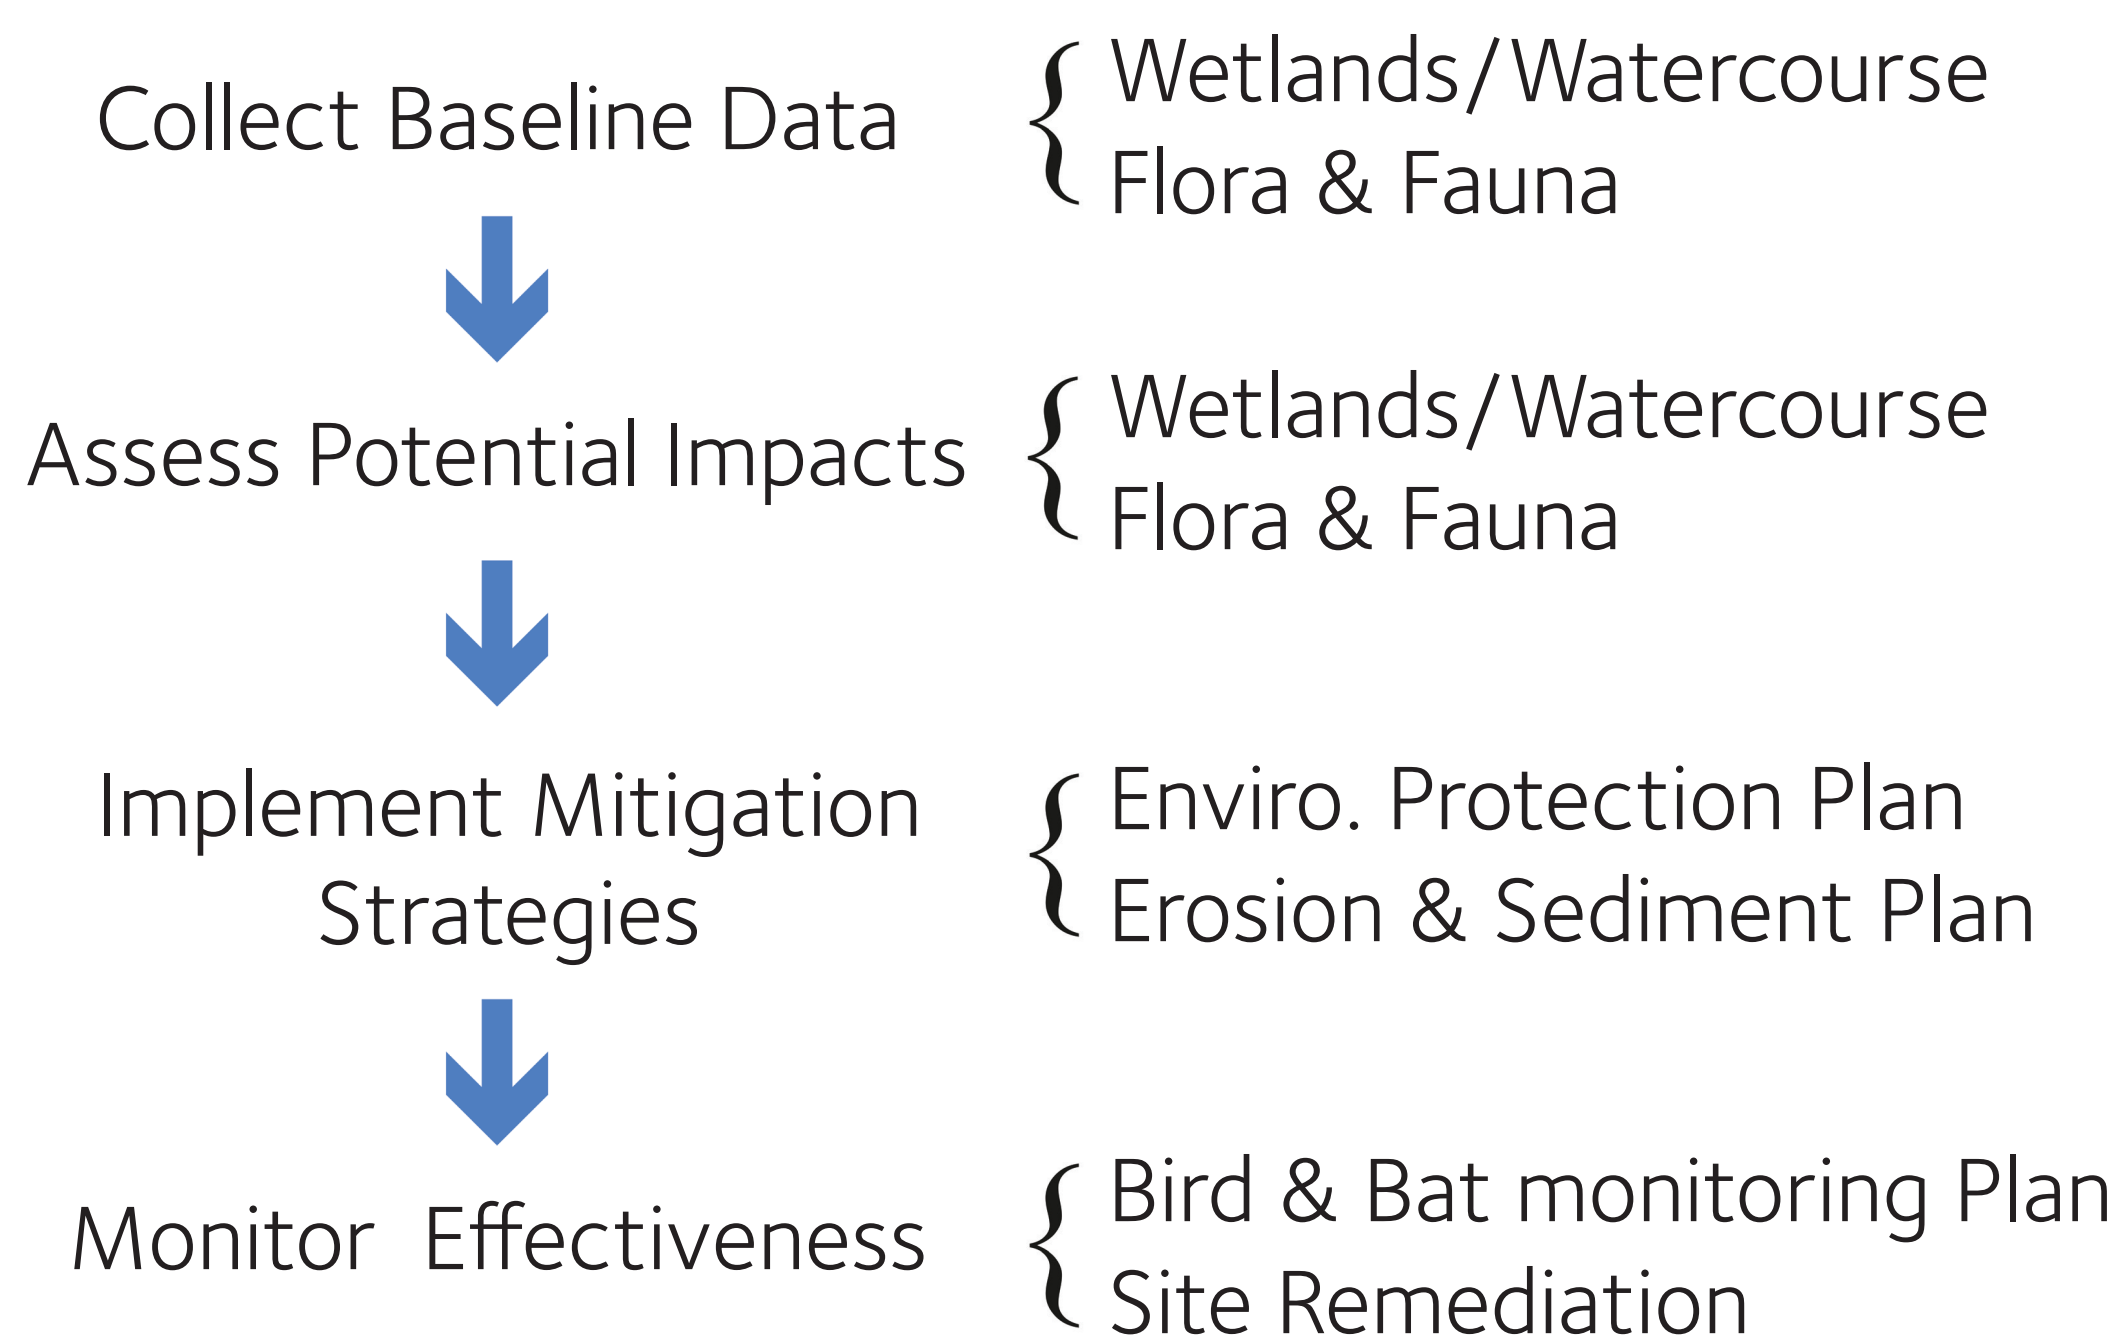 Collect Baseline Data
Wetlands/Watercourse
Flora & Fauna
Assess Potential Impacts
Wetlands/Watercourse
Flora & Fauna
Implement Mitigation
Strategies
Enviro. Protection Plan
Erosion & Sediment Plan
Monitor Effectiveness
Bird & Bat monitoring Plan
Site Remediation